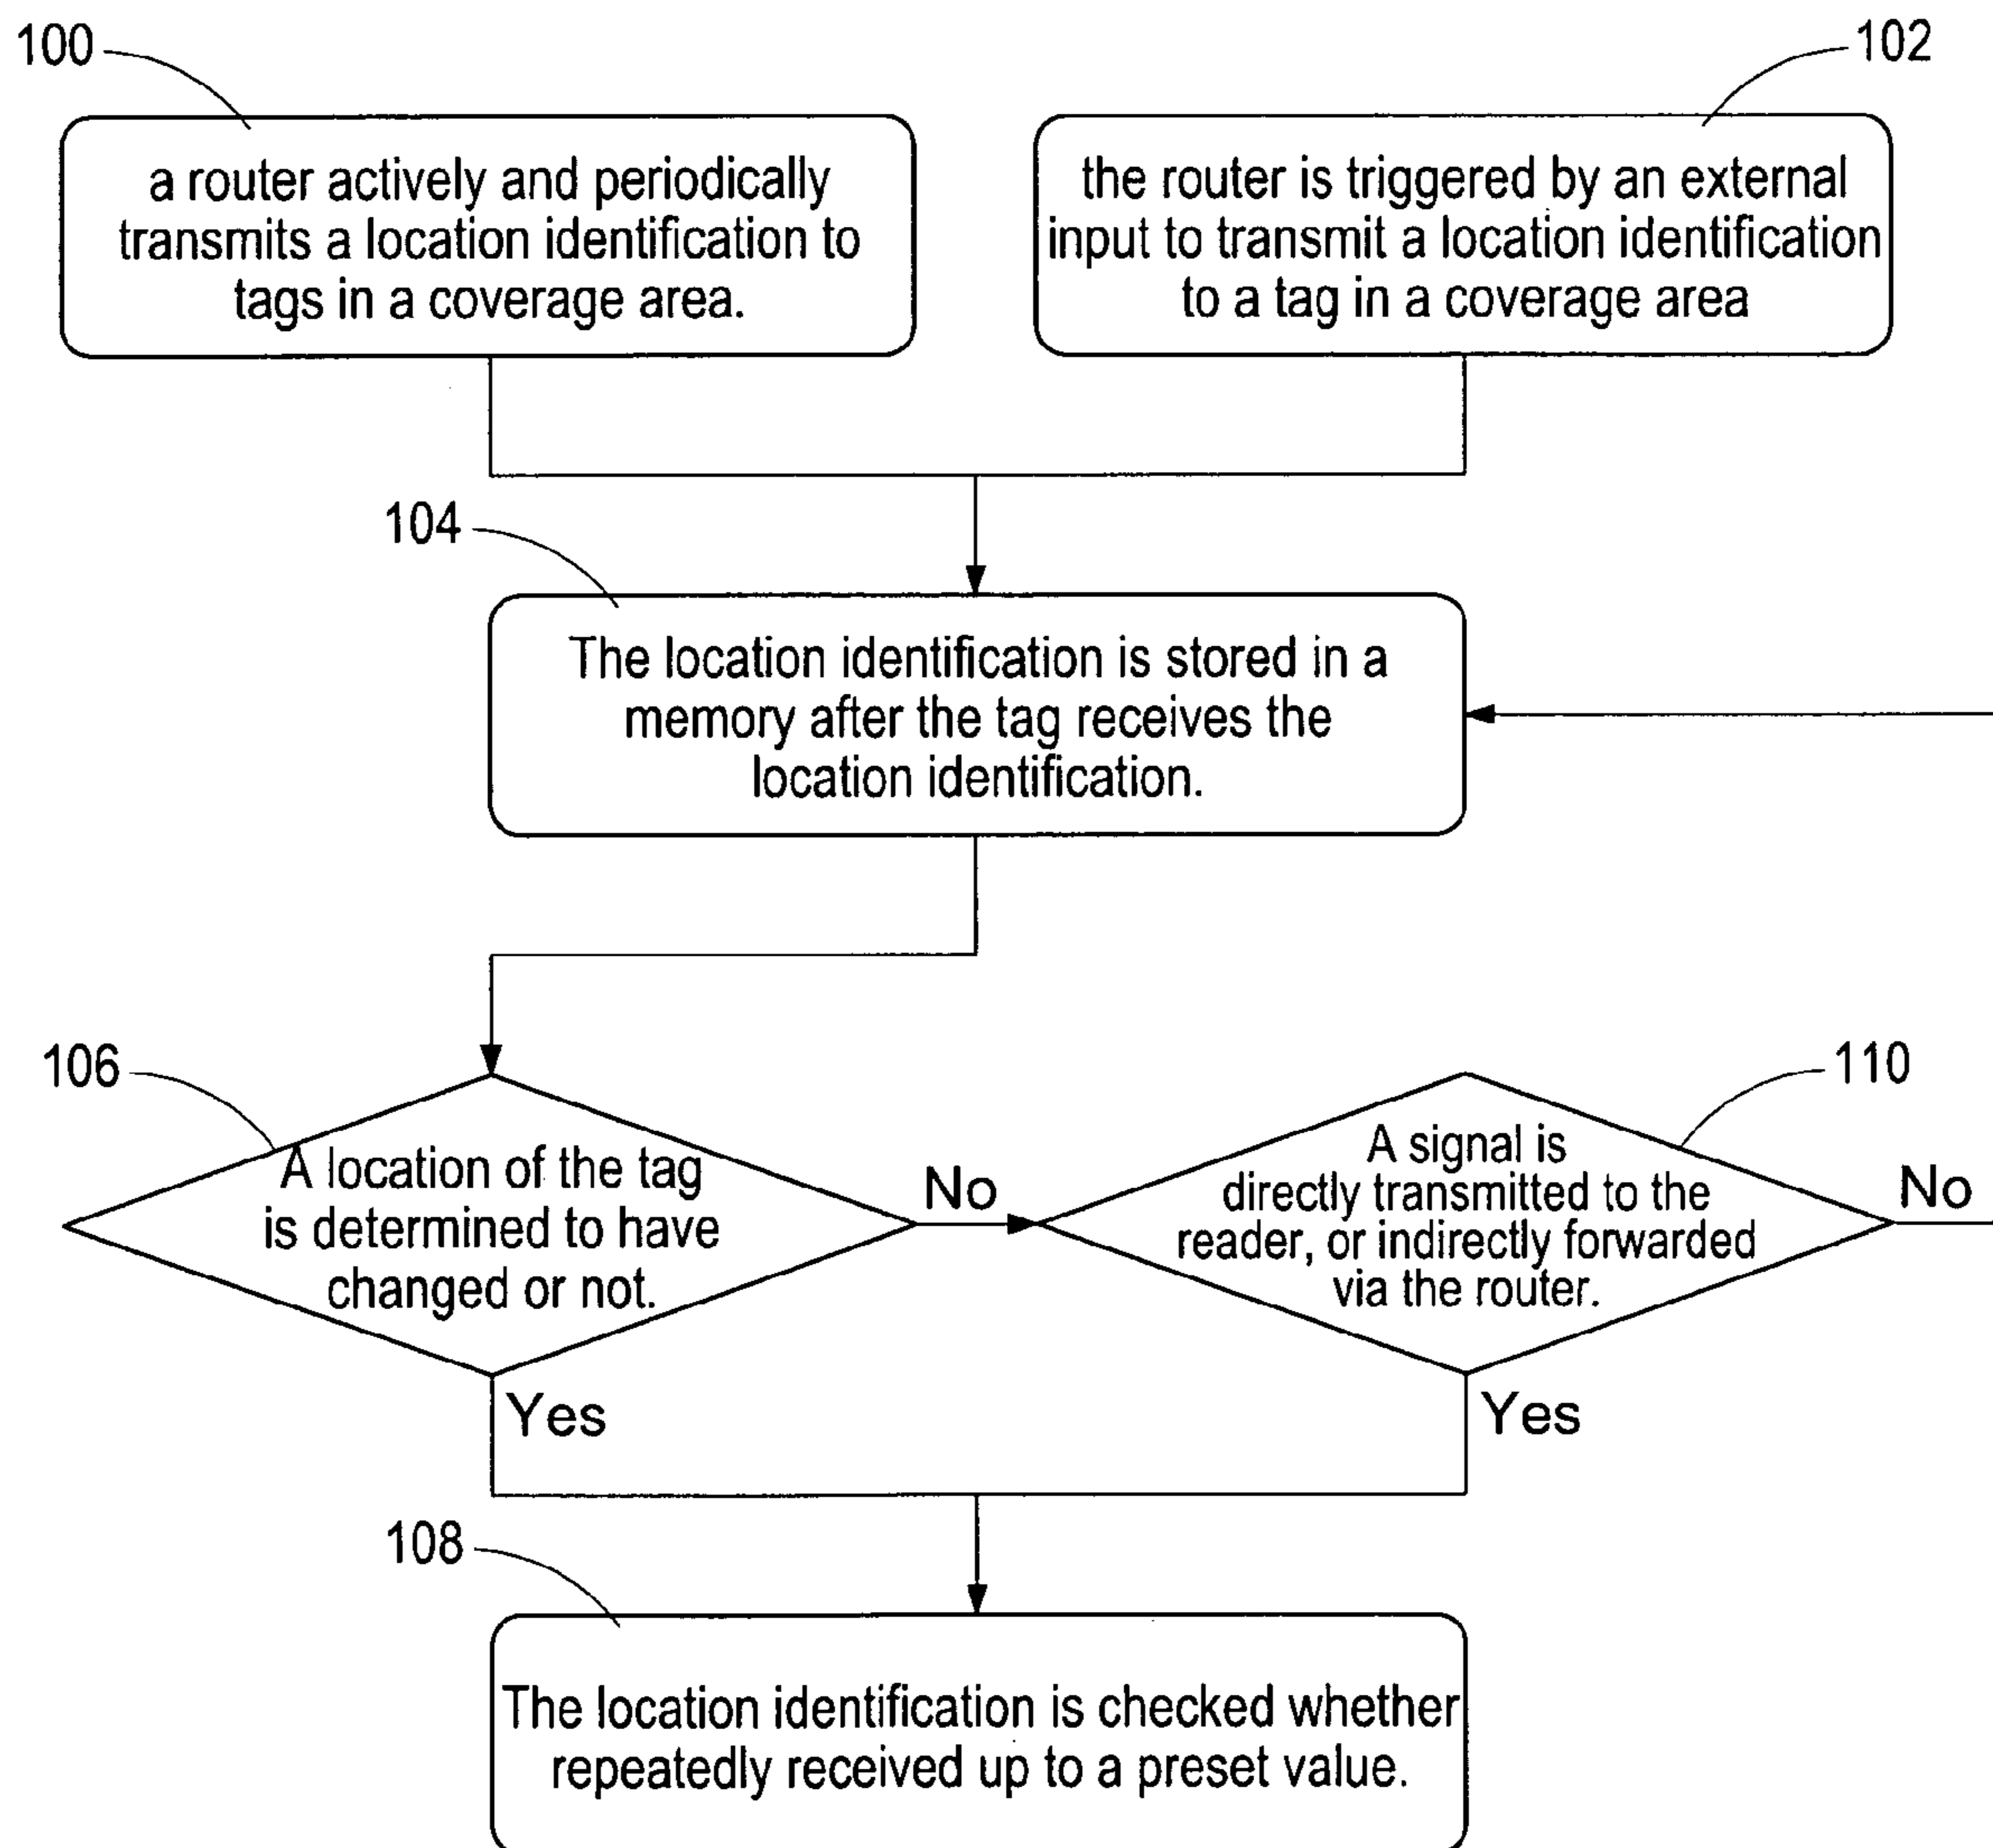 100
102
a router actively and periodically
transmits a location identification to
tags in a coverage area.
the router is triggered by an external
input to transmit a location identification
to a tag in a coverage area
104
The location identification is stored in a
memory after the tag receives the
location identification.
106
110
A location of the tag
is determined to have
changed or not.
No
A signal is
directly transmitted to the
reader, or indirectly forwarded
via the router.
No
Yes
Yes
108
The location identification is checked whether
repeatedly received up to a preset value.